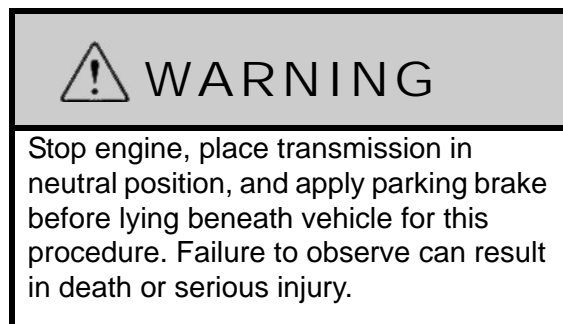 WARNING
Stop engine, place transmission in
neutral position, and apply parking brake
before lying beneath vehicle for this
procedure. Failure to observe can result
in death or serious injury.